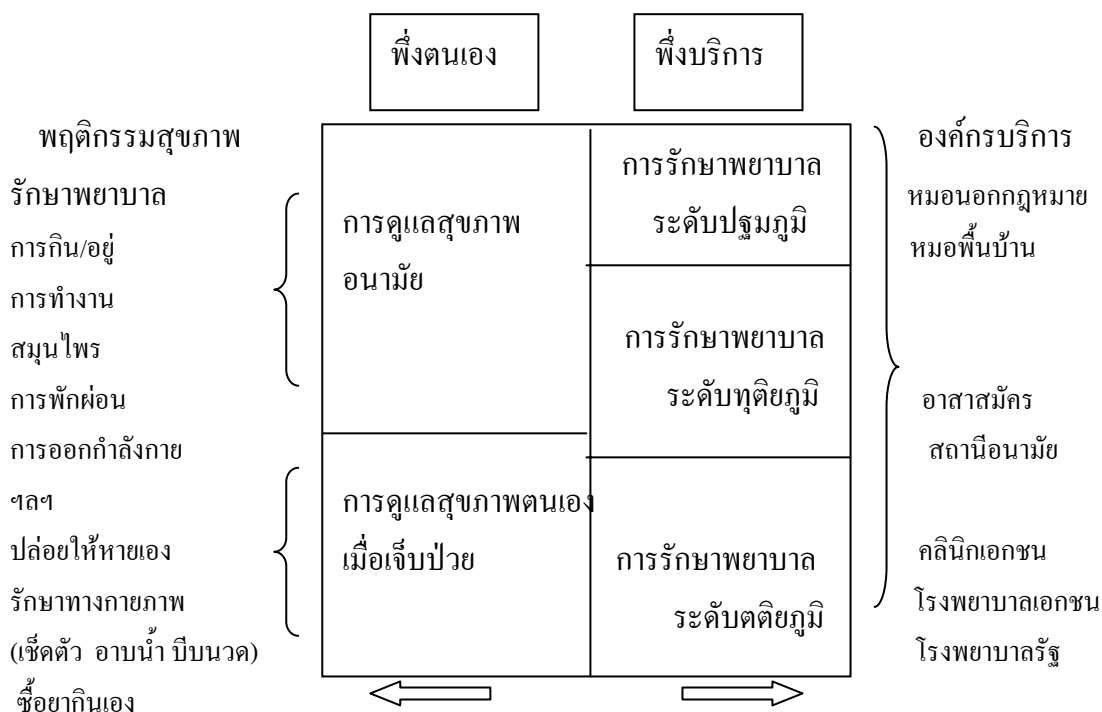 พึ่งตนเอง
พึ่งบริการ
พฤติกรรมสุขภาพ
รักษาพยาบาล
การกิน/อยู่
การทำงาน
สมุนไพร
การพักผ่อน
การออกกำลังกาย
ฯลฯ
ปล่อยให้หายเอง
รักษาทางกายภาพ
(เช็ดตัว อาบน้ำ บีบนวด)
ซื้อยากินเอง
การดูแลสุขภาพ
อนามัย
การดูแลสุขภาพตนเอง
เมื่อเจ็บป่วย
การรักษาพยาบาล
ระดับปฐมภูมิ
การรักษาพยาบาล
ระดับทุติยภูมิ
การรักษาพยาบาล
ระดับตติยภูมิ
องค์กรบริการ
หมอนอกกฎหมาย
หมอพื้นบ้าน
อาสาสมัคร
สถานีอนามัย
คลินิกเอกชน
โรงพยาบาลเอกชน
โรงพยาบาลรัฐ